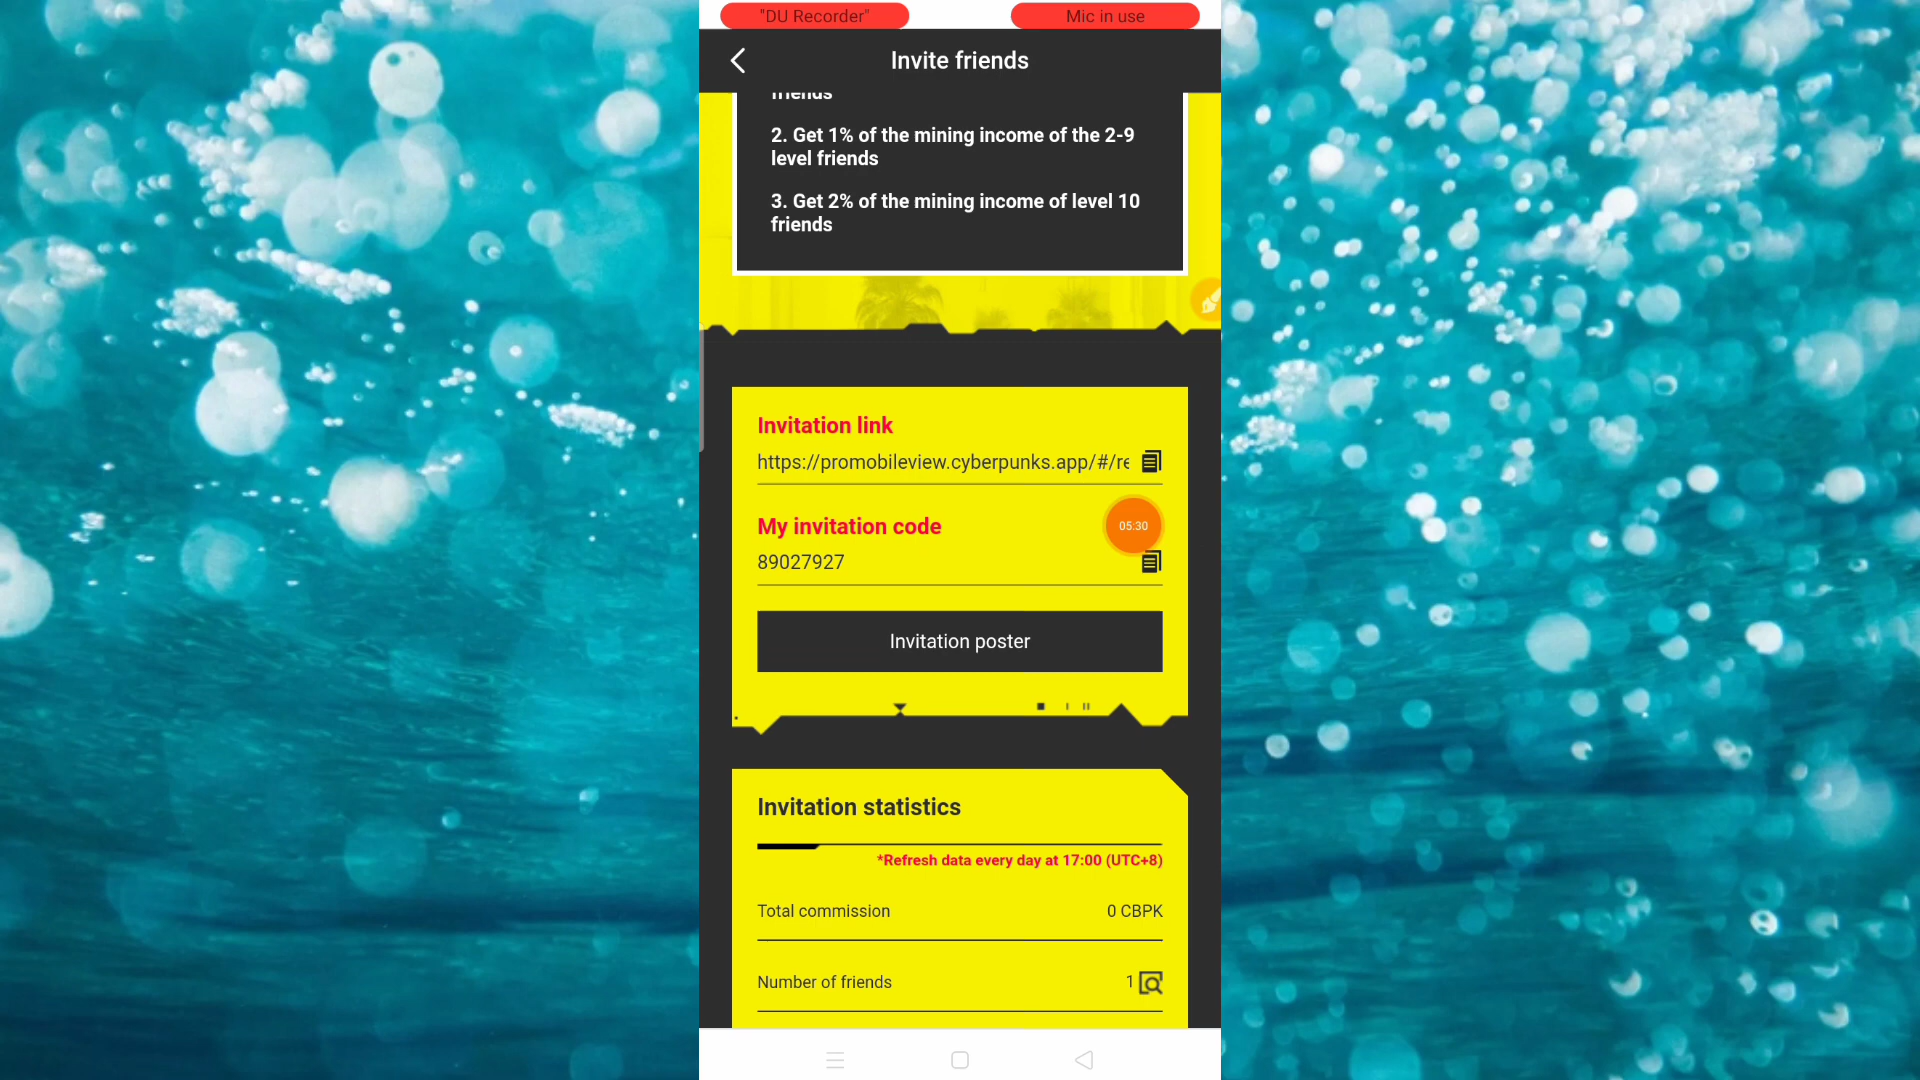 "DU Recorder" Mic in use
Invite friends
friends
2. Get 1% of the mining income of the 2-9
level friends
3. Get 2% of the mining income of level 10
friends
Invitation link
https://promobileview.cyberpunks.app/#/re
My invitation code
05:30
89027927
Invitation poster
Invitation statistics
*Refresh data every day at 17:00 (UTC+8)
Total commission 0 CBPK
Number of friends 1